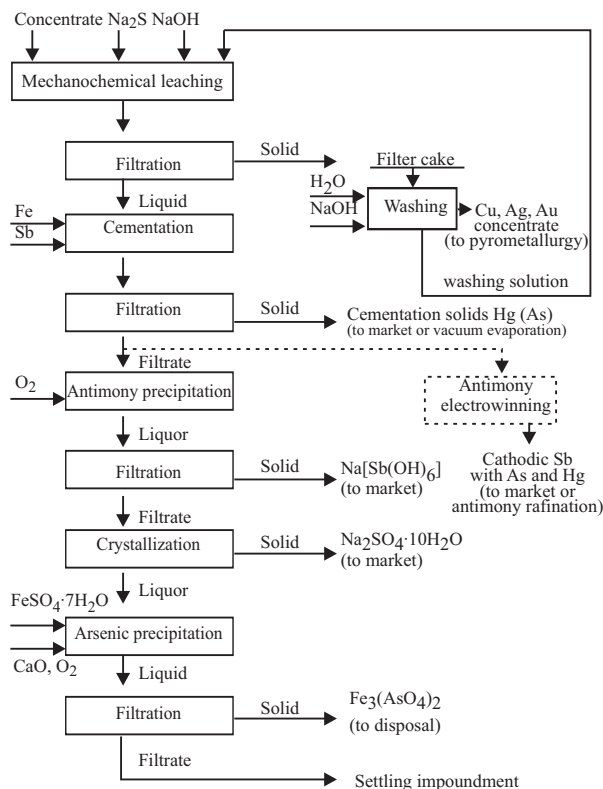 Concentrate Na₂S NaOH
Mechanochemical leaching
Filtration
Solid
Liquid
Filter cake
H₂O
NaOH
Washing
Cu, Ag, Au
concentrate
(to pyrometallurgy)
washing solution
Fe
Sb
Cementation
Filtration
Solid
Cementation solids Hg (As)
(to market or vacuum evaporation)
Filtrate
O₂
Antimony precipitation
Antimony
electrowinning
Liquor
Cathodic Sb
with As and Hg
(to market or
antimony rafination)
Filtration
Solid
Na[Sb(OH)₆]
(to market)
Filtrate
Crystallization
Solid
Na₂SO₄·10H₂O
(to market)
Liquor
FeSO₄·7H₂O
Arsenic precipitation
CaO, O₂
Liquid
Filtration
Solid
Fe₃(AsO₄)₂
(to disposal)
Filtrate
Settling impoundment